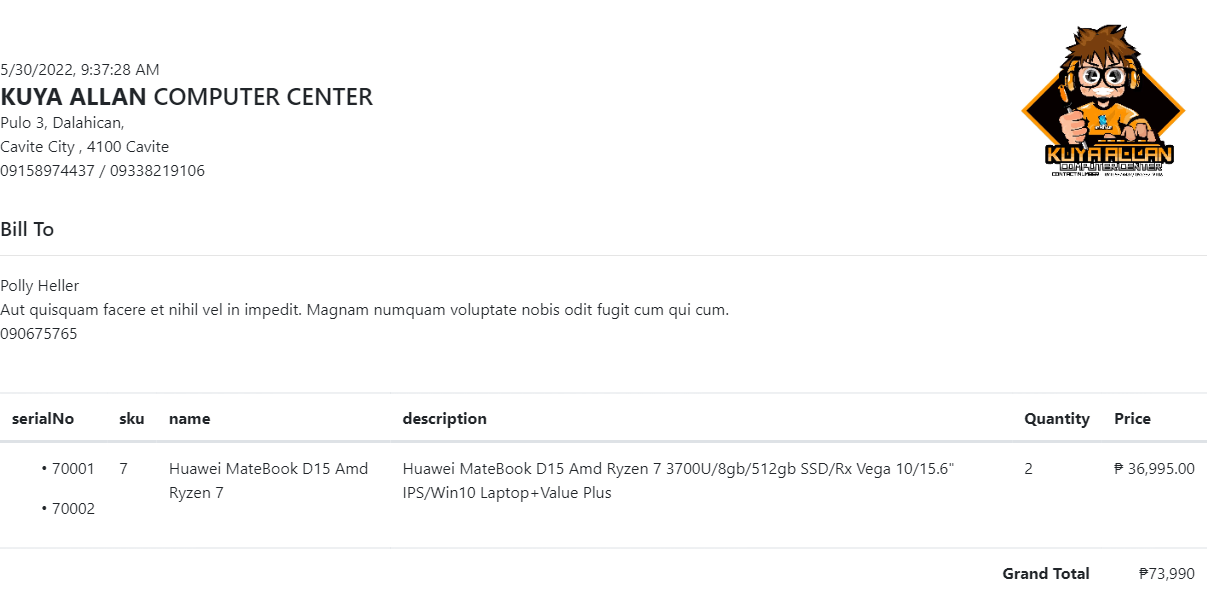 5/30/2022, 9:37:28 AM
KUYA ALLAN COMPUTER CENTER
Pulo 3, Dalahican,
Cavite City , 4100 Cavite
09158974437 / 09338219106
KUYA ALLAN
COMPUTER CENTER
CONTACT NUMBER
Bill To
Polly Heller
Aut quisquam facere et nihil vel in impedit. Magnam numquam voluptate nobis odit fugit cum qui cum.
090675765
serialNo sku name description Quantity Price
• 70001 7 Huawei MateBook D15 Amd Huawei MateBook D15 Amd Ryzen 7 3700U/8gb/512gb SSD/Rx Vega 10/15.6" 2 ₱ 36,995.00
Ryzen 7 IPS/Win10 Laptop+Value Plus
• 70002
Grand Total ₱73,990